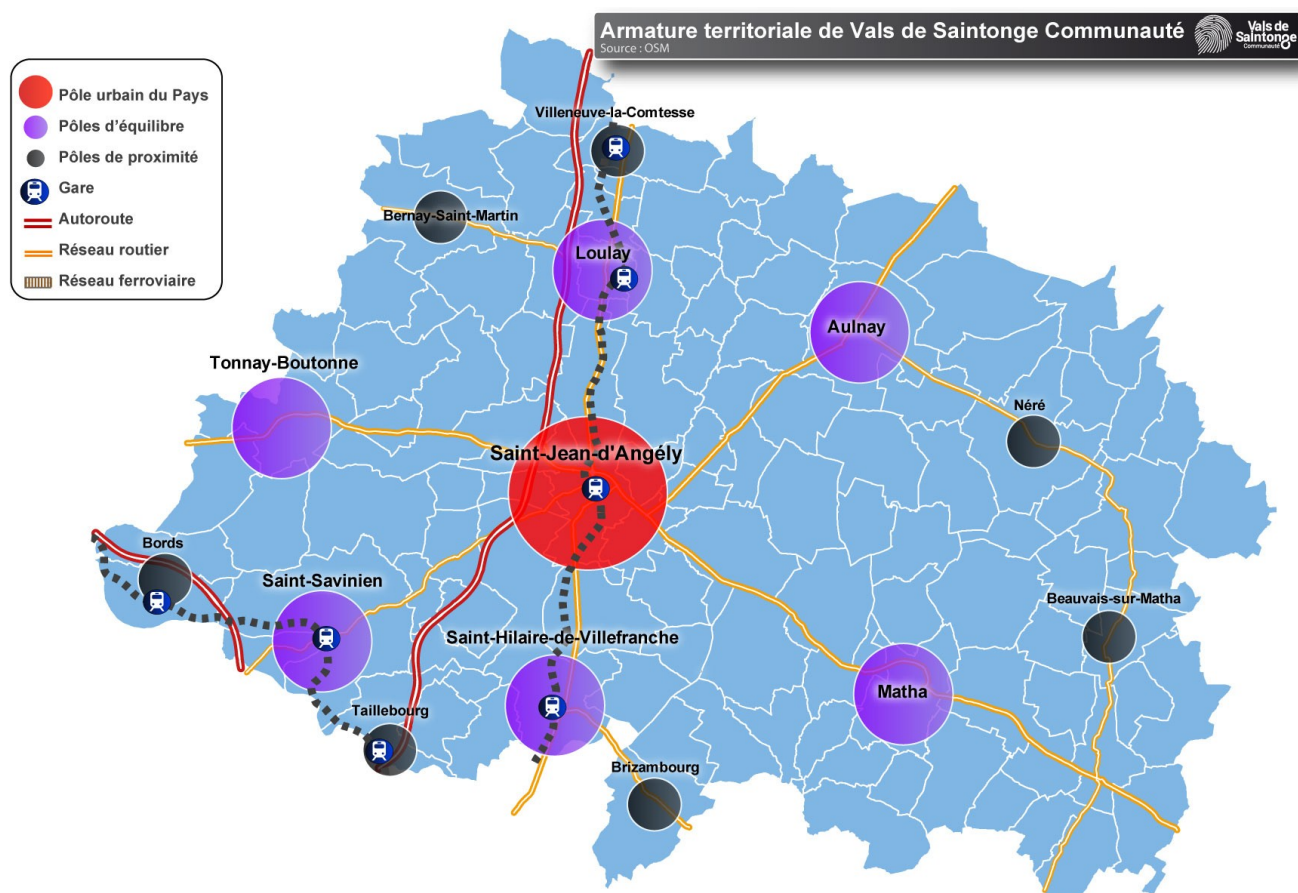 Armature territoriale de Vals de Saintonge Communauté
Source : OSM
Vals de
Saintonge
Communauté
Pôle urbain du Pays
Pôles d'équilibre
Pôles de proximité
Gare
Autoroute
Réseau routier
Réseau ferroviaire
Villeneuve-la-Comtesse
Bernay-Saint-Martin
Loulay
Aulnay
Tonnay-Boutonne
Néré
Saint-Jean-d'Angély
Bords
Saint-Savinien
Beauvais-sur-Matha
Saint-Hilaire-de-Villefranche
Matha
Taillebourg
Brizambourg